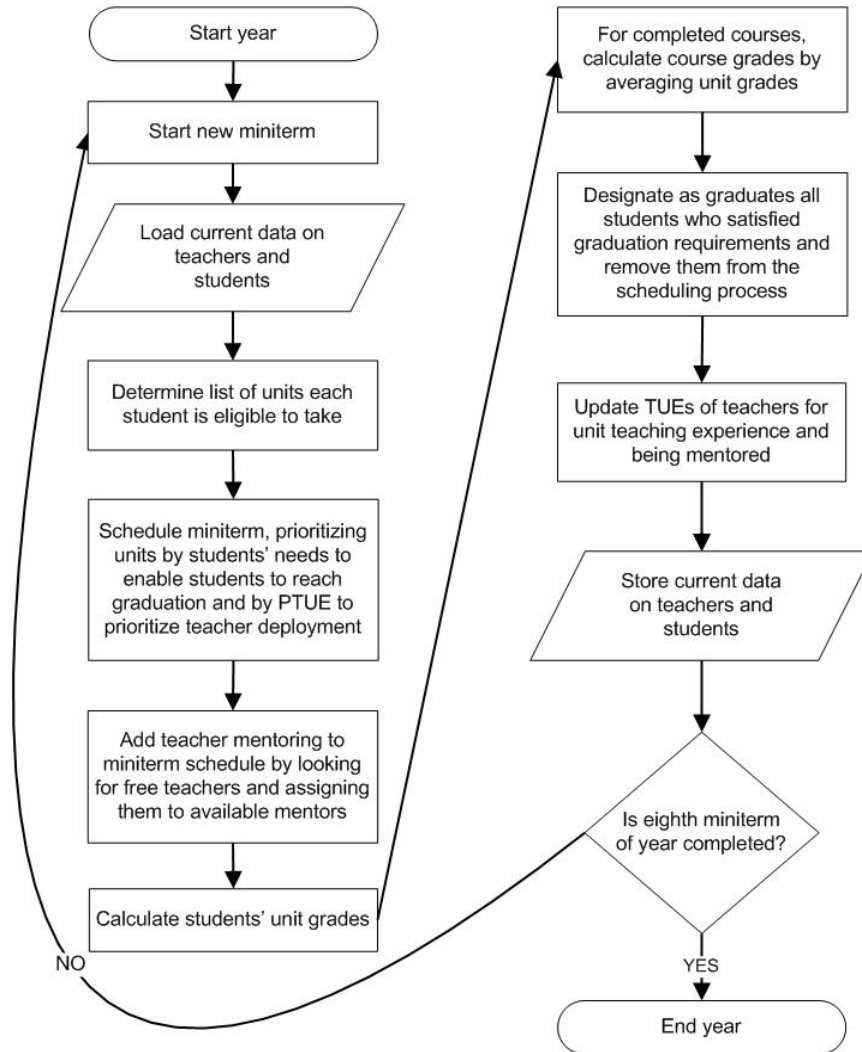 Start year
Start new miniterm
Load current data on
teachers and
students
Determine list of units each
student is eligible to take
Schedule miniterm, prioritizing
units by students' needs to
enable students to reach
graduation and by PTUE to
prioritize teacher deployment
Add teacher mentoring to
miniterm schedule by looking
for free teachers and assigning
them to available mentors
Calculate students' unit grades
For completed courses,
calculate course grades by
averaging unit grades
Designate as graduates all
students who satisfied
graduation requirements and
remove them from the
scheduling process
Update TUEs of teachers for
unit teaching experience and
being mentored
Store current data
on teachers and
students
Is eighth miniterm
of year completed?
NO
YES
End year